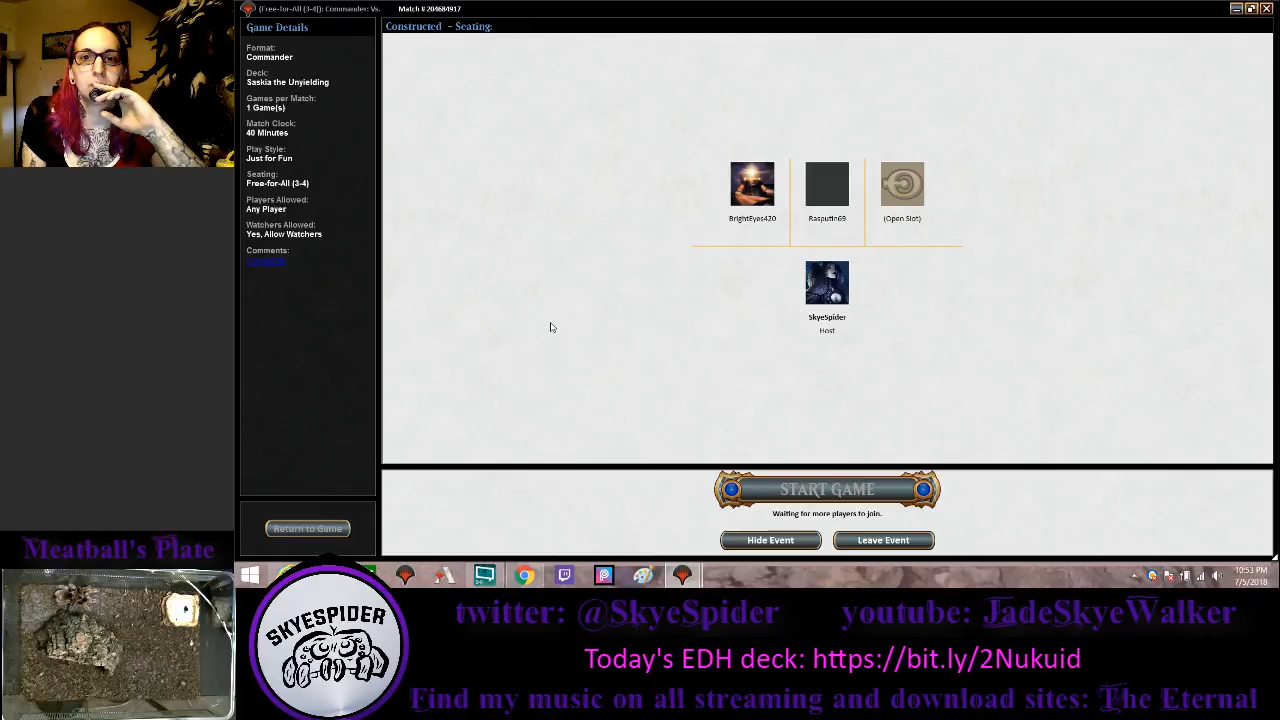 (Free-for-All (3-4)): Commander: Vs. Match # 204684917
Game Details
Format:
Commander
Deck:
Saskia the Unyielding
Games per Match:
1 Game(s)
Match Clock:
40 Minutes
Play Style:
Just for Fun
Seating:
Free-for-All (3-4)
Players Allowed:
Any Player
Watchers Allowed:
Yes, Allow Watchers
Comments:
Return to Game
Constructed - Seating:
BrightEyes420 Rasputin69 (Open Slot)
SkyeSpider
Host
START GAME
Waiting for more players to join.
Hide Event Leave Event
10:53 PM
7/5/2018
Meatball's Plate
SKYESPIDER
twitter: @SkyeSpider youtube: JadeSkyeWalker
Today's EDH deck: https://bit.ly/2Nukuid
Find my music on all streaming and download sites: The Eternal